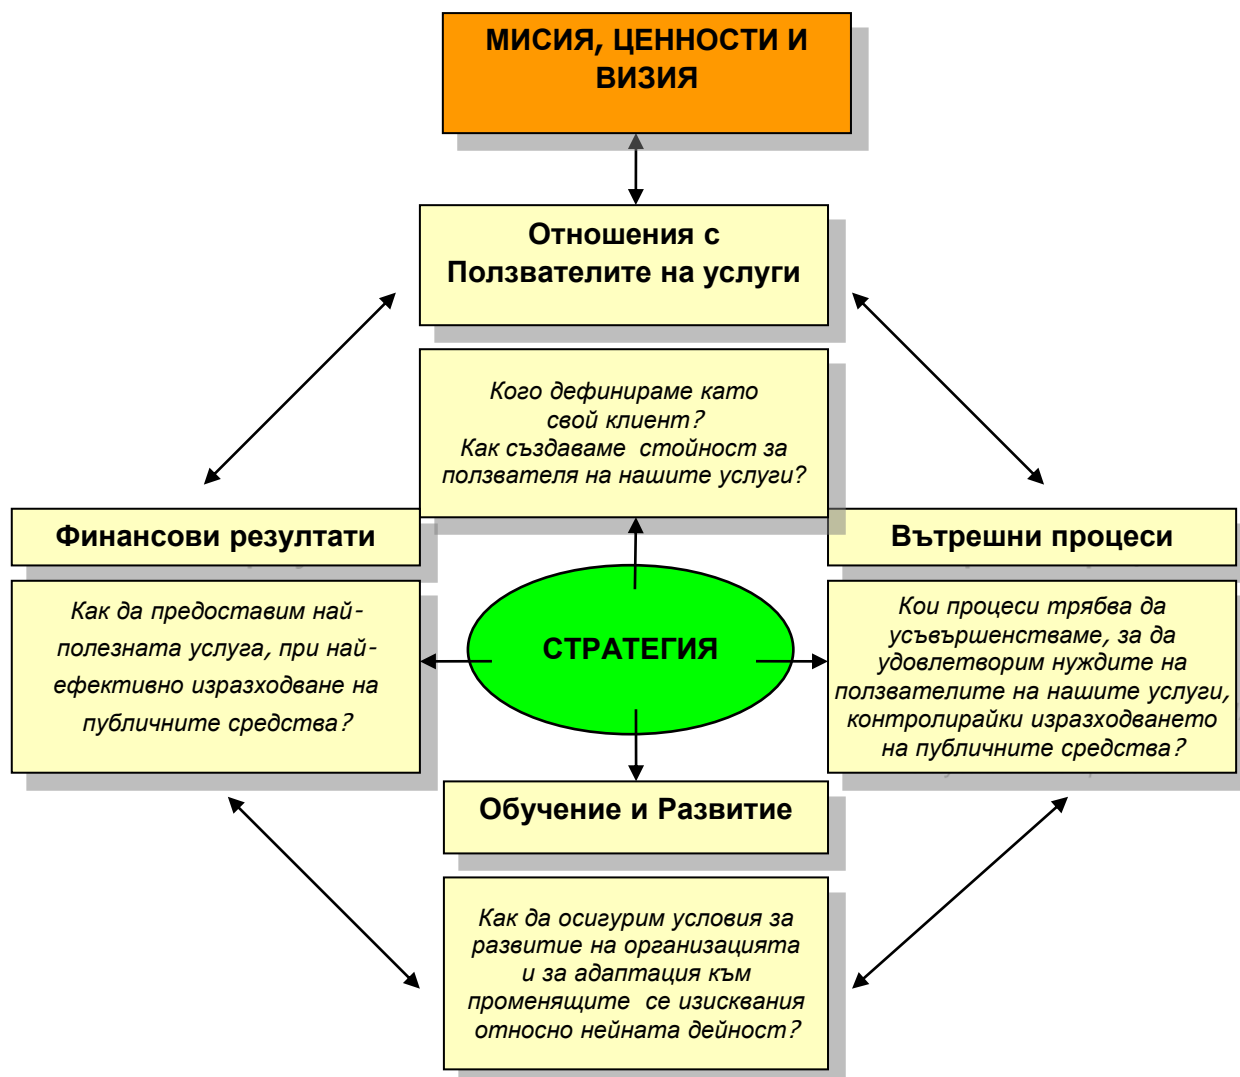 МИСИЯ, ЦЕННОСТИ И
ВИЗИЯ
Отношения с
Ползвателите на услуги
Кого дефинираме като
свой клиент?
Как създаваме стойност за
ползвателя на нашите услуги?
Финансови резултати
Вътрешни процеси
Как да предоставим най-
полезната услуга, при най-
ефективно изразходване на
публичните средства?
СТРАТЕГИЯ
Кои процеси трябва да
усъвършенстваме, за да
удовлетворим нуждите на
ползвателите на нашите услуги,
контролирайки изразходването
на публичните средства?
Обучение и Развитие
Как да осигурим условия за
развитие на организацията
и за адаптация към
променящите се изисквания
относно нейната дейност?